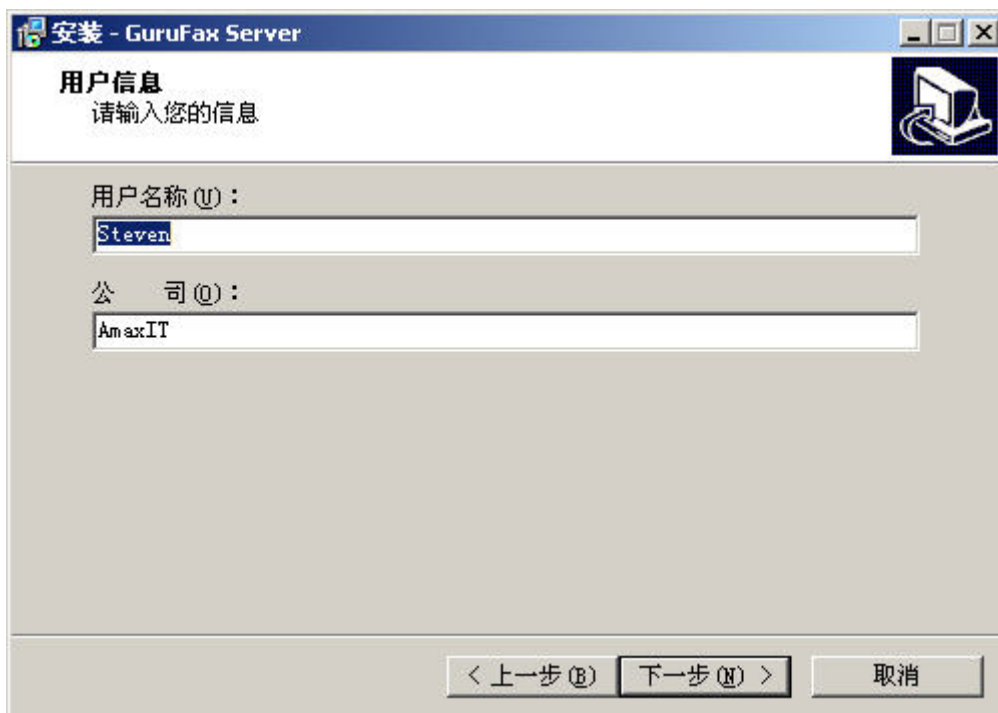 安装 - GuruFax Server
用户信息
请输入您的信息
用户名称(U)：
Steven
公　　司(O)：
AmaxIT
< 上一步(B)
下一步(N) >
取消